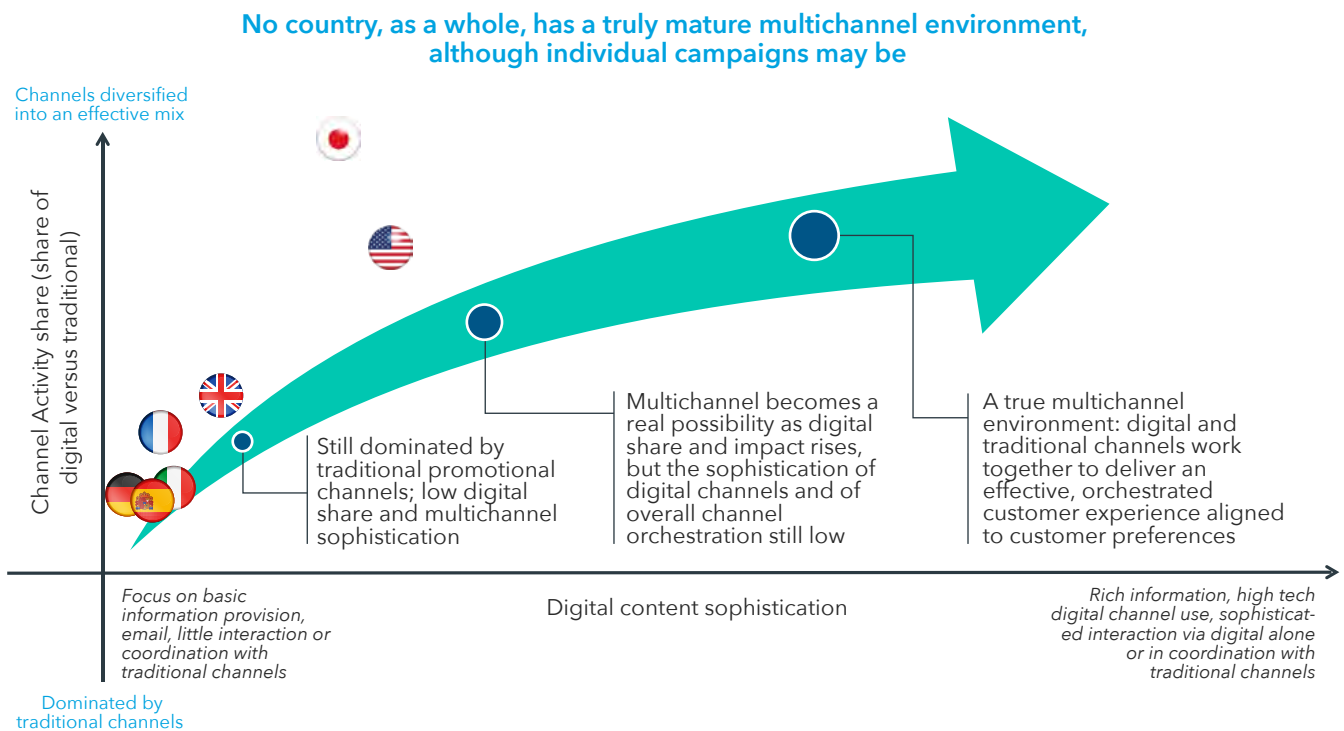 No country, as a whole, has a truly mature multichannel environment,
although individual campaigns may be
Channels diversified
into an effective mix
Channel Activity share (share of
digital versus traditional)
Still dominated by
traditional promotional
channels; low digital
share and multichannel
sophistication
Multichannel becomes a
real possibility as digital
share and impact rises,
but the sophistication of
digital channels and of
overall channel
orchestration still low
A true multichannel
environment: digital and
traditional channels work
together to deliver an
effective, orchestrated
customer experience aligned
to customer preferences
Focus on basic
information provision,
email, little interaction or
coordination with
traditional channels
Digital content sophistication
Rich information, high tech
digital channel use, sophisticat-
ed interaction via digital alone
or in coordination with
traditional channels
Dominated by
traditional channels